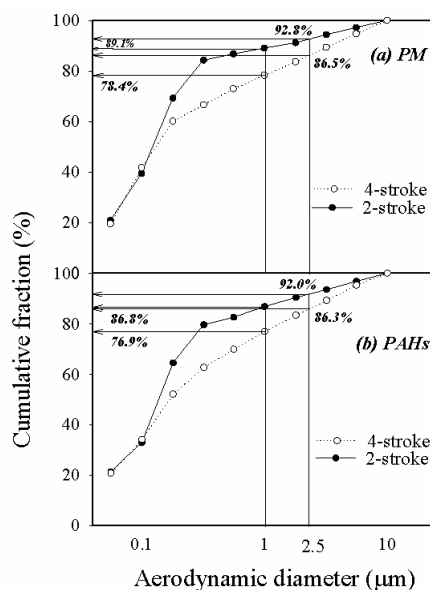 100
92.8%
89.1%
(a) PM
80
86.5%
78.4%
60
40
4-stroke
20
2-stroke
Cumulative fraction (%)
100
92.0%
86.8%
86.3%
80
(b) PAHs
76.9%
60
40
4-stroke
20
2-stroke
0
0.1
1
2.5
10
Aerodynamic diameter (μm)